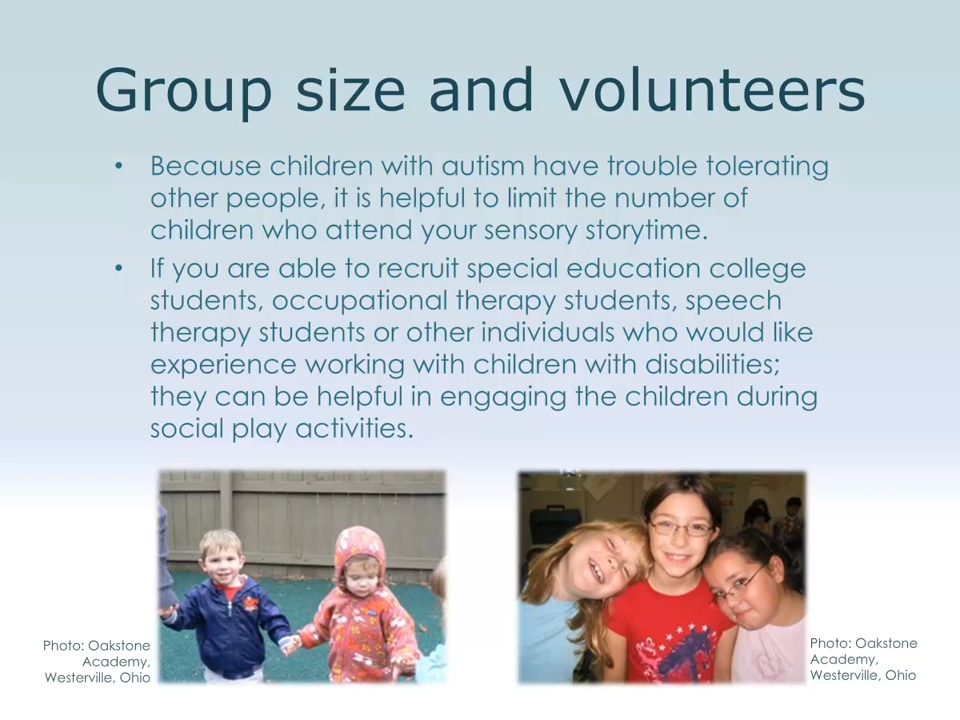 Group size and volunteers
• Because children with autism have trouble tolerating
other people, it is helpful to limit the number of
children who attend your sensory storytime.
• If you are able to recruit special education college
students, occupational therapy students, speech
therapy students or other individuals who would like
experience working with children with disabilities;
they can be helpful in engaging the children during
social play activities.
Photo: Oakstone
Academy,
Westerville, Ohio
Photo: Oakstone
Academy,
Westerville, Ohio